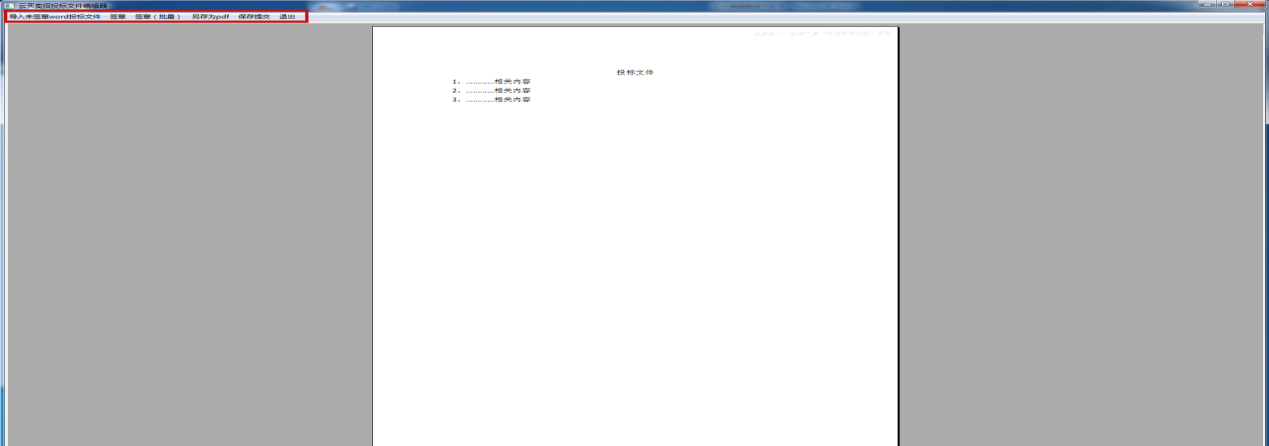 云买卖招投标文件编辑器
导入未签章word投标文件 签章 签章（批量） 另存为pdf 保存提交 退出
投标文件
1、...........相关内容
2、...........相关内容
3、...........相关内容